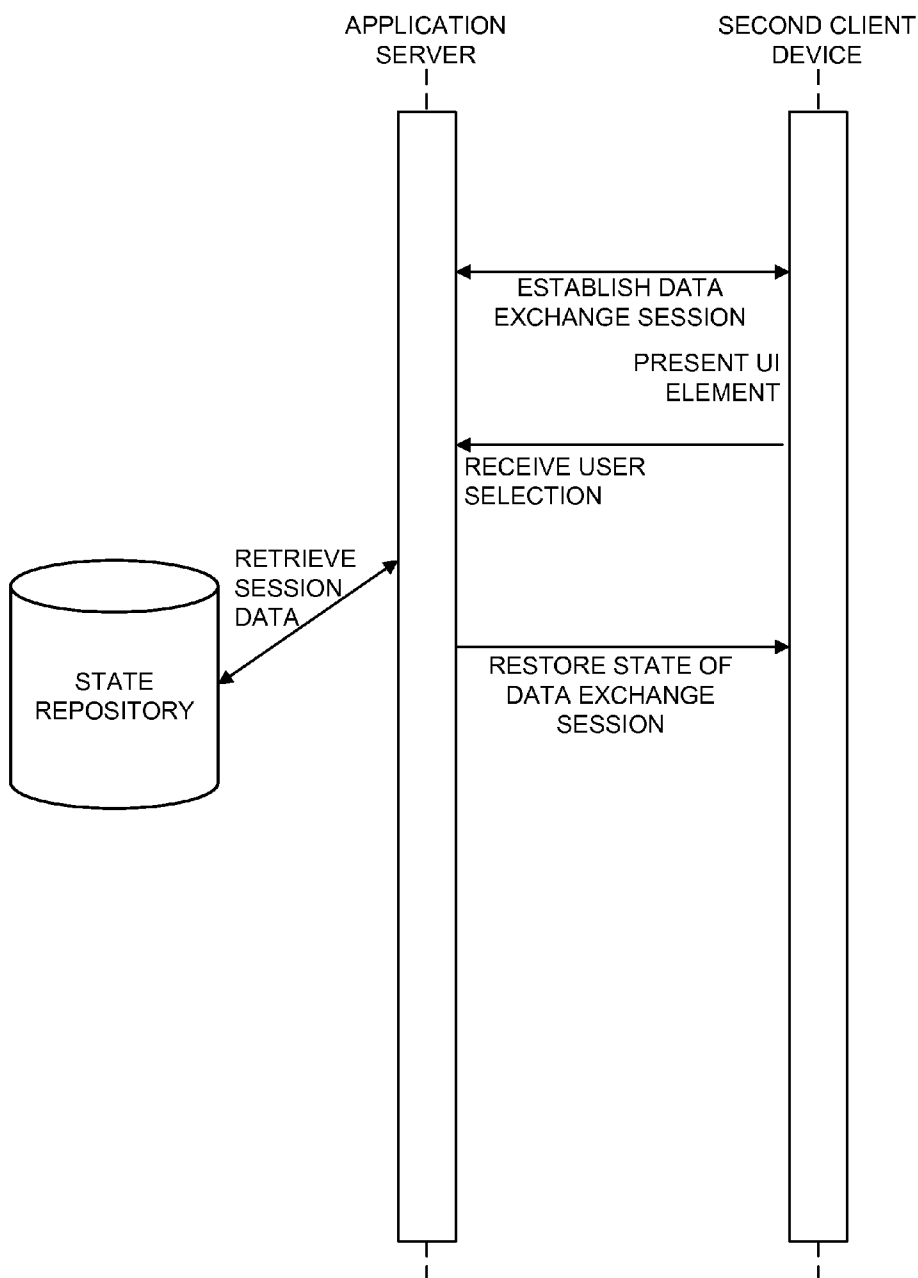 APPLICATION
SERVER
SECOND CLIENT
DEVICE
ESTABLISH DATA
EXCHANGE SESSION
PRESENT UI
ELEMENT
RECEIVE USER
SELECTION
RETRIEVE
SESSION
DATA
STATE
REPOSITORY
RESTORE STATE OF
DATA EXCHANGE
SESSION